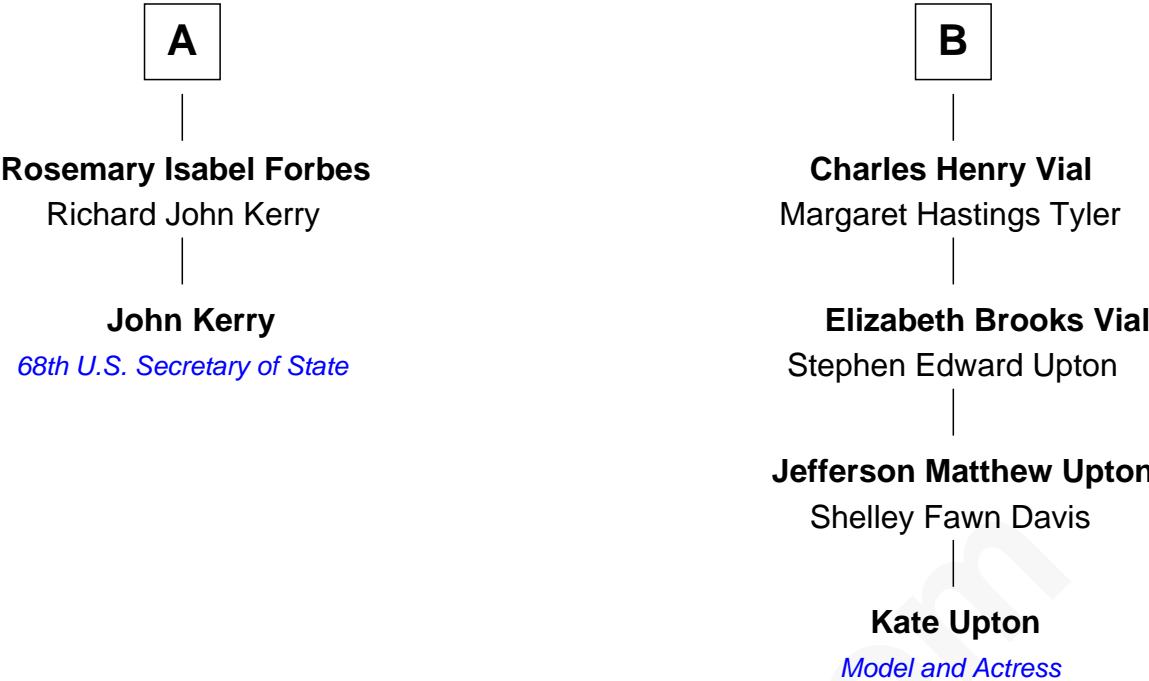 A
Rosemary Isabel Forbes
Richard John Kerry
John Kerry
68th U.S. Secretary of State
B
Charles Henry Vial
Margaret Hastings Tyler
Elizabeth Brooks Vial
Stephen Edward Upton
Jefferson Matthew Upton
Shelley Fawn Davis
Kate Upton
Model and Actress